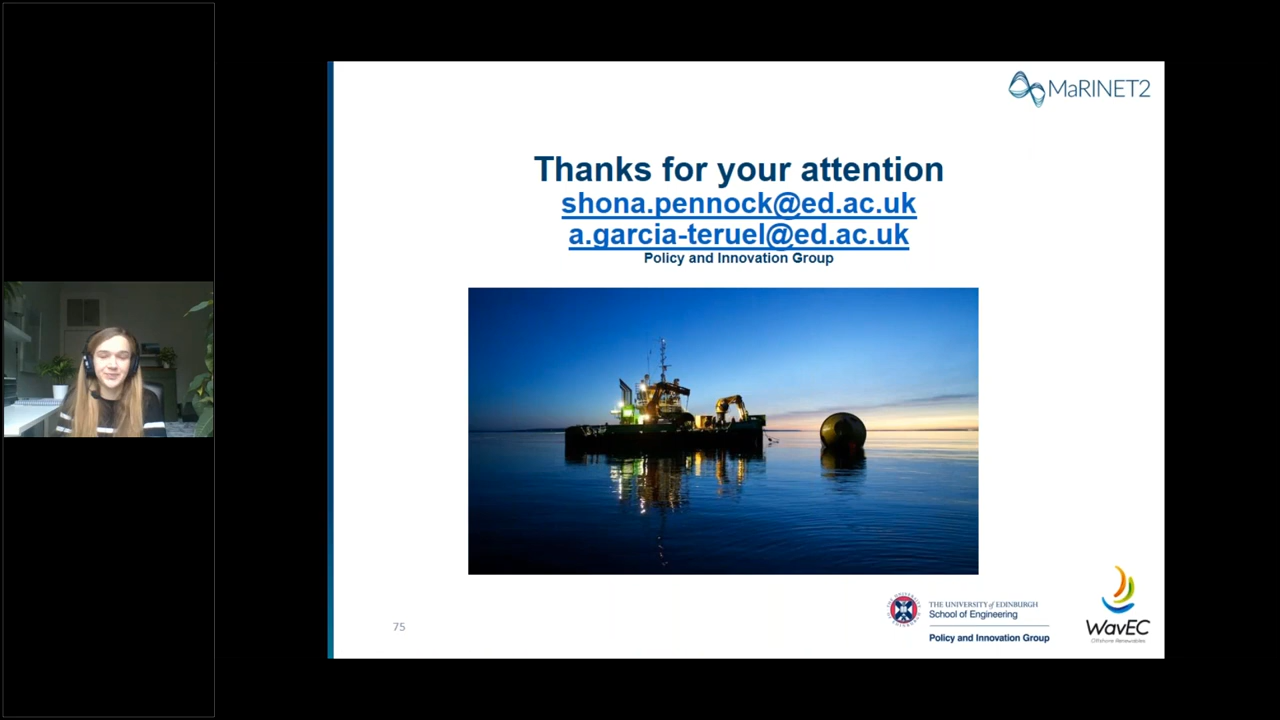 MaRINET2
Thanks for your attention
shona.pennock@ed.ac.uk
a.garcia-teruel@ed.ac.uk
Policy and Innovation Group
THE UNIVERSITY of EDINBURGH
School of Engineering
Policy and Innovation Group
WavEC
Offshore Renewables
75